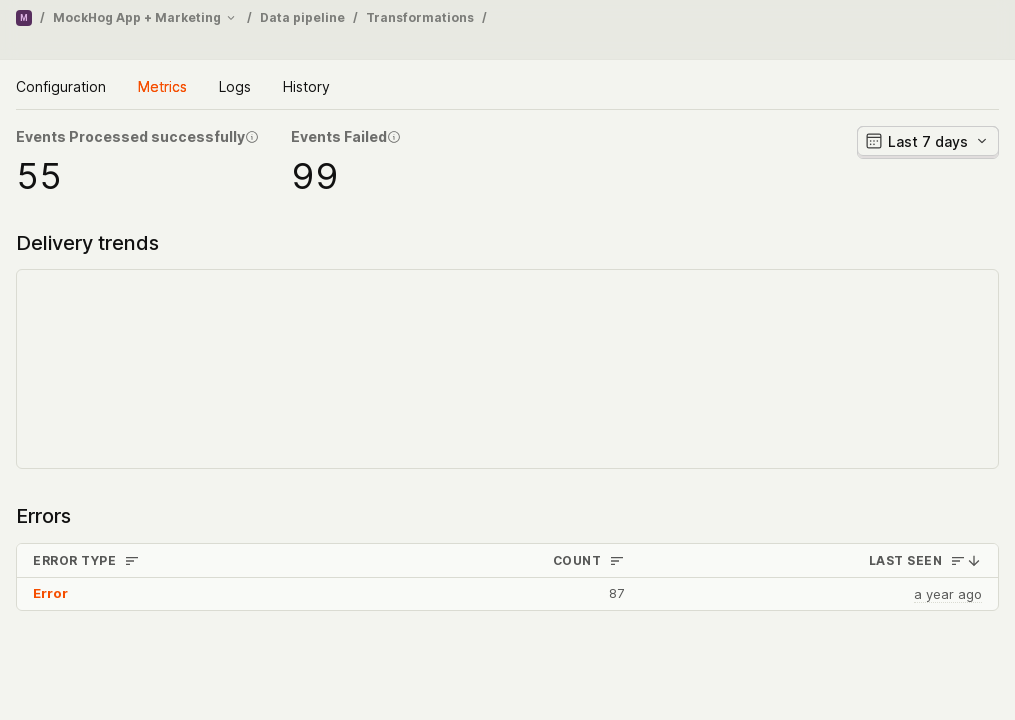 M / MockHog App + Marketing / Data pipeline / Transformations /
Configuration Metrics Logs History
Events Processed successfully Events Failed Last 7 days
55 99
Delivery trends
Errors
ERROR TYPE COUNT LAST SEEN
Error 87 a year ago